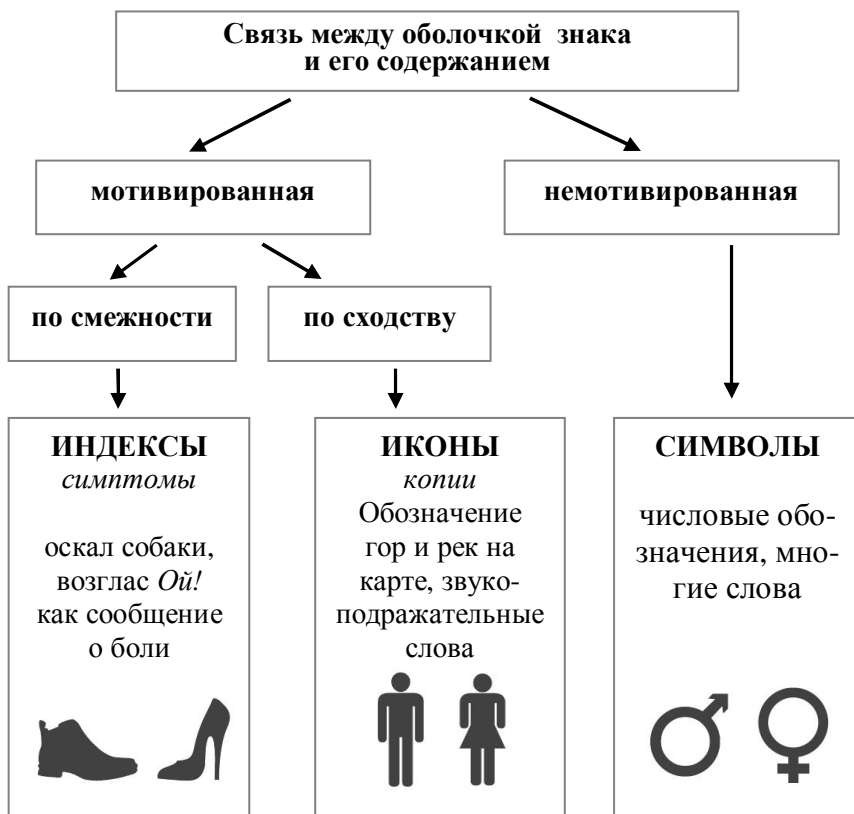 Связь между оболочкой знака
и его содержанием
мотивированная
немотивированная
по смежности
по сходству
ИНДЕКСЫ
симптомы
оскал собаки,
возглас Ой!
как сообщение
о боли
ИКОНЫ
копии
Обозначение
гор и рек на
карте, звуко-
подражательные
слова
СИМВОЛЫ
числовые обо-
значения, мно-
гие слова